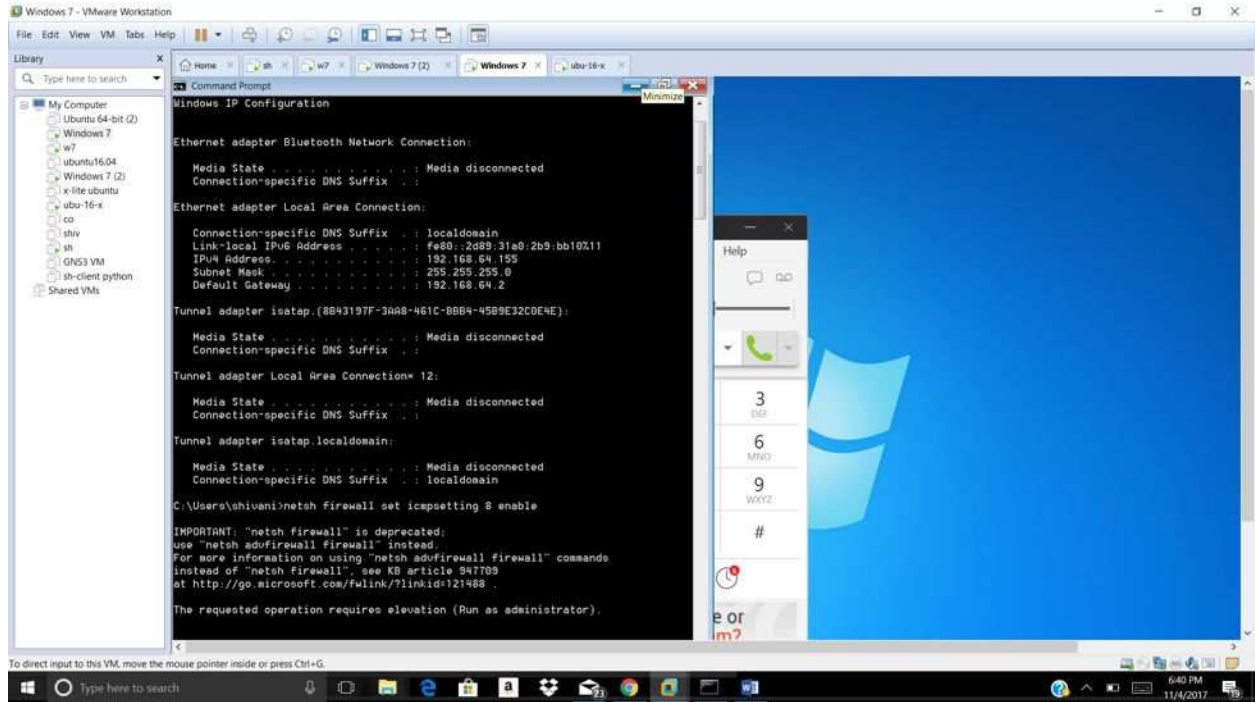 Windows 7 - VMware Workstation
File Edit View VM Tabs Help
Library
Type here to search
My Computer
Ubuntu 64-bit (2)
Windows 7
w7
ubuntu16.04
Windows 7 (2)
x-lite ubuntu
ubu-16-x
co
shiv
sh
GNS3 VM
sh-client python
Shared VMs
Home sh w7 Windows 7 (2) Windows 7 ubu-16-x
Command Prompt
Minimize
Windows IP Configuration
Ethernet adapter Bluetooth Network Connection:
Media State . . . . . . . . . . . : Media disconnected
Connection-specific DNS Suffix . :
Ethernet adapter Local Area Connection:
Connection-specific DNS Suffix . : localdomain
Link-local IPv6 Address . . . . . : fe80::2d89:31a0:2b9:bb10%11
IPv4 Address. . . . . . . . . . . : 192.168.64.155
Subnet Mask . . . . . . . . . . . : 255.255.255.0
Default Gateway . . . . . . . . . : 192.168.64.2
Tunnel adapter isatap.{8B43197F-3AA8-461C-BBB4-45B9E32C0E4E}:
Media State . . . . . . . . . . . : Media disconnected
Connection-specific DNS Suffix . :
Tunnel adapter Local Area Connection* 12:
Media State . . . . . . . . . . . : Media disconnected
Connection-specific DNS Suffix . :
Tunnel adapter isatap.localdomain:
Media State . . . . . . . . . . . : Media disconnected
Connection-specific DNS Suffix . : localdomain
C:\Users\shivani>netsh firewall set icmpsetting 8 enable
IMPORTANT: "netsh firewall" is deprecated;
use "netsh advfirewall firewall" instead.
For more information on using "netsh advfirewall firewall" commands
instead of "netsh firewall", see KB article 947709
at http://go.microsoft.com/fwlink/?linkid=121488 .
The requested operation requires elevation (Run as administrator).
Help
3
DEF
6
MNO
9
WXYZ
#
e or
m?
To direct input to this VM, move the mouse pointer inside or press Ctrl+G.
Type here to search
23
6:40 PM
11/4/2017
19